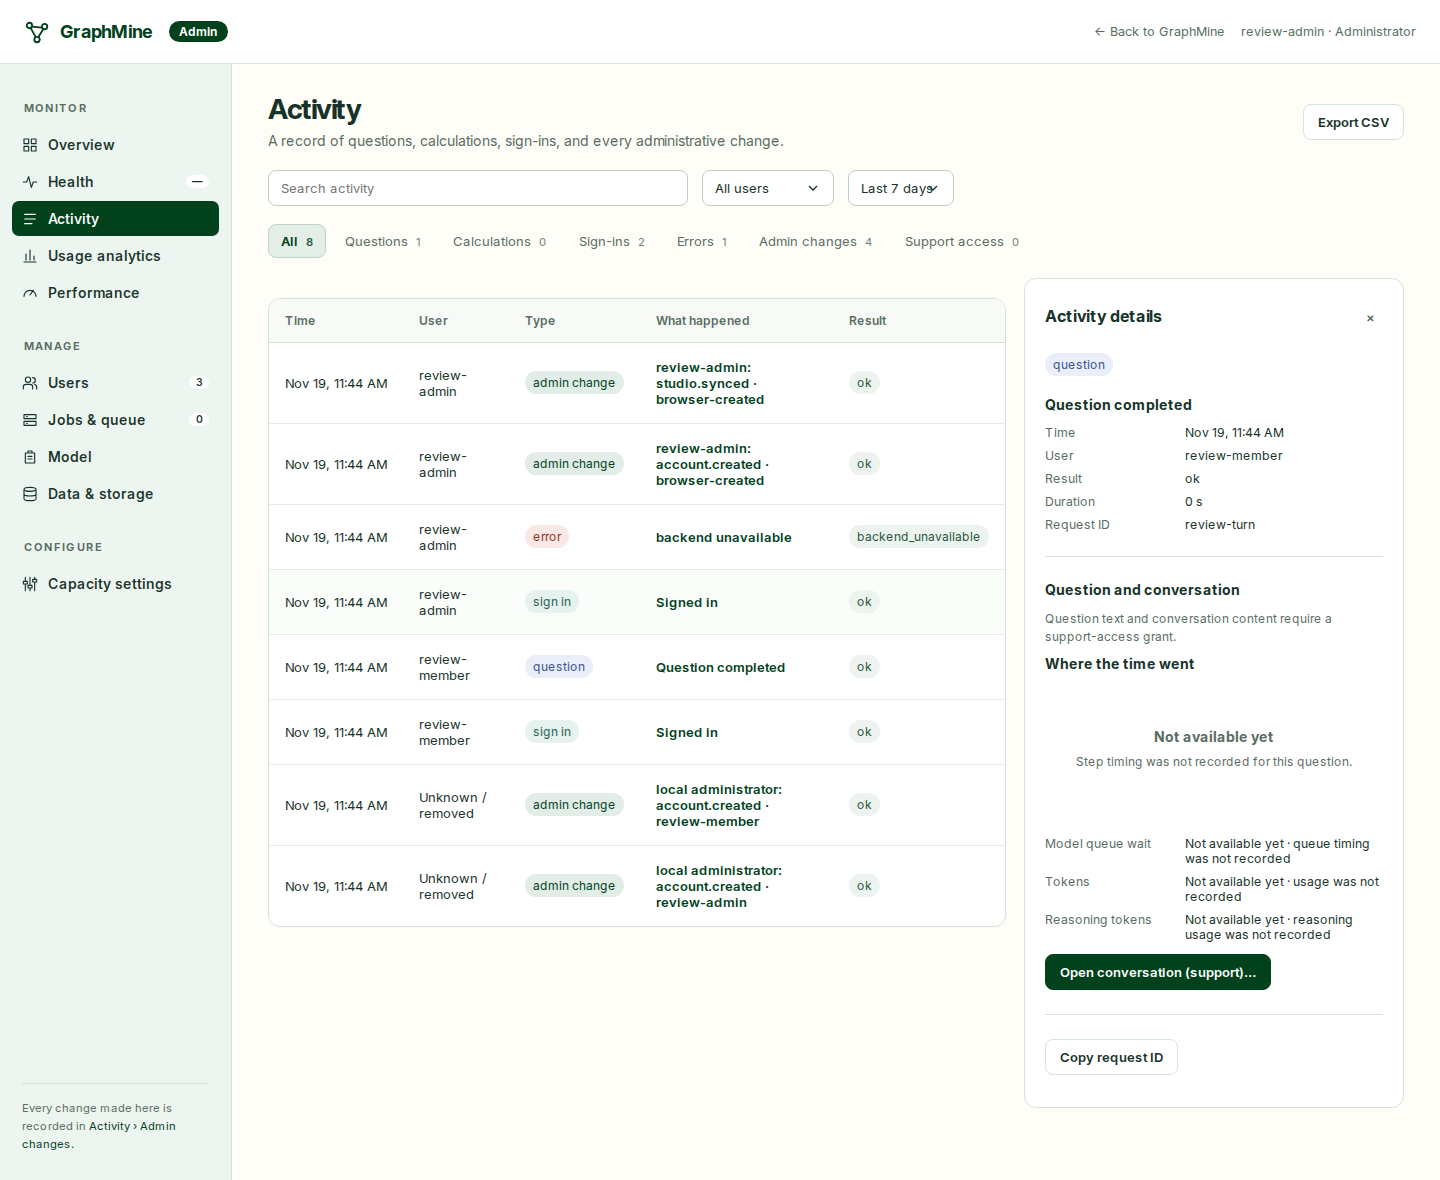 GraphMine
Admin
← Back to GraphMine
review-admin · Administrator
MONITOR
Overview
Health —
Activity
Usage analytics
Performance
MANAGE
Users 3
Jobs & queue 0
Model
Data & storage
CONFIGURE
Capacity settings
Every change made here is
recorded in Activity › Admin
changes.
Activity
A record of questions, calculations, sign-ins, and every administrative change.
Export CSV
Search activity
All users
Last 7 days
All 8
Questions 1
Calculations 0
Sign-ins 2
Errors 1
Admin changes 4
Support access 0
Time User Type What happened Result
Nov 19, 11:44 AM
review-
admin
admin change
review-admin:
studio.synced ·
browser-created
ok
Nov 19, 11:44 AM
review-
admin
admin change
review-admin:
account.created ·
browser-created
ok
Nov 19, 11:44 AM
review-
admin
error
backend unavailable
backend_unavailable
Nov 19, 11:44 AM
review-
admin
sign in
Signed in
ok
Nov 19, 11:44 AM
review-
member
question
Question completed
ok
Nov 19, 11:44 AM
review-
member
sign in
Signed in
ok
Nov 19, 11:44 AM
Unknown /
removed
admin change
local administrator:
account.created ·
review-member
ok
Nov 19, 11:44 AM
Unknown /
removed
admin change
local administrator:
account.created ·
review-admin
ok
Activity details
×
question
Question completed
Time Nov 19, 11:44 AM
User review-member
Result ok
Duration 0 s
Request ID review-turn
Question and conversation
Question text and conversation content require a
support-access grant.
Where the time went
Not available yet
Step timing was not recorded for this question.
Model queue wait Not available yet · queue timing
was not recorded
Tokens Not available yet · usage was not
recorded
Reasoning tokens Not available yet · reasoning
usage was not recorded
Open conversation (support)…
Copy request ID